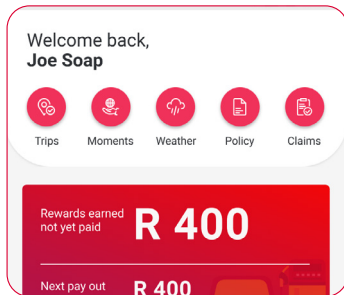 Welcome back,
Joe Soap
Trips Moments Weather Policy Claims
Rewards earned
not yet paid R 400
Next pay out R 400